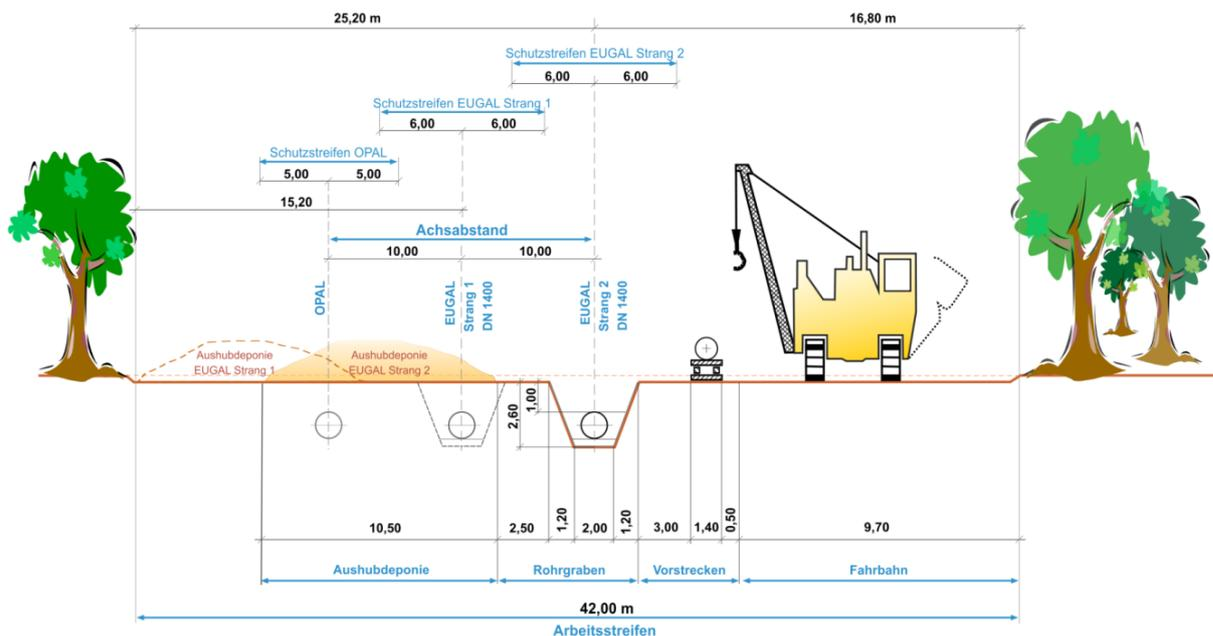 25,20 m
16,80 m
Schutzstreifen EUGAL Strang 2
6,00
6,00
Schutzstreifen EUGAL Strang 1
6,00
6,00
Schutzstreifen OPAL
5,00
5,00
15,20
Achsabstand
10,00
10,00
OPAL
EUGAL
Strang 1
DN 1400
EUGAL
Strang 2
DN 1400
Aushubdeponie
EUGAL Strang 1
Aushubdeponie
EUGAL Strang 2
2,60
1,00
10,50
2,50
1,20
2,00
1,20
3,00
1,40
0,50
9,70
Aushubdeponie
Rohrgraben
Vorstrecken
Fahrbahn
42,00 m
Arbeitsstreifen